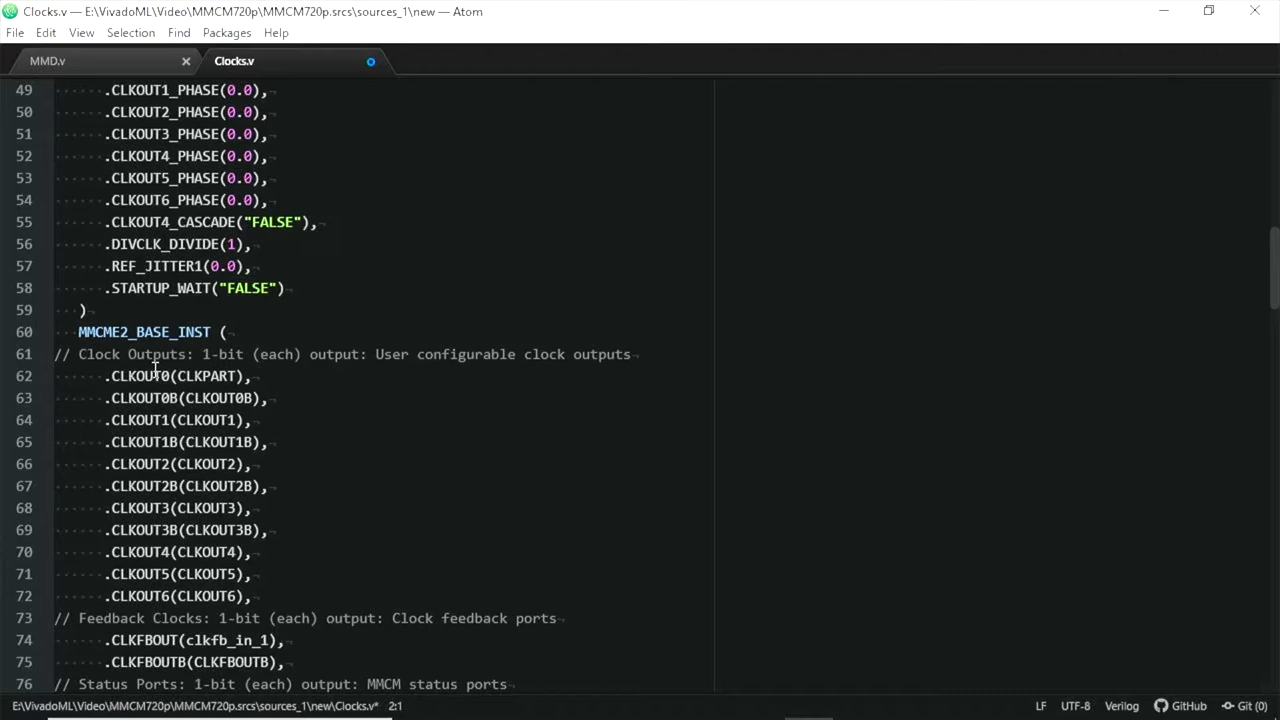 Clocks.v — E:\VivadoML\Video\MMCM720p\MMCM720p.srcs\sources_1\new — Atom
File Edit View Selection Find Packages Help
MMD.v Clocks.v
49 .CLKOUT1_PHASE(0.0),
50 .CLKOUT2_PHASE(0.0),
51 .CLKOUT3_PHASE(0.0),
52 .CLKOUT4_PHASE(0.0),
53 .CLKOUT5_PHASE(0.0),
54 .CLKOUT6_PHASE(0.0),
55 .CLKOUT4_CASCADE("FALSE"),
56 .DIVCLK_DIVIDE(1),
57 .REF_JITTER1(0.0),
58 .STARTUP_WAIT("FALSE")
59 )
60 MMCME2_BASE_INST (
61 // Clock Outputs: 1-bit (each) output: User configurable clock outputs
62 .CLKOUT0(CLKPART),
63 .CLKOUT0B(CLKOUT0B),
64 .CLKOUT1(CLKOUT1),
65 .CLKOUT1B(CLKOUT1B),
66 .CLKOUT2(CLKOUT2),
67 .CLKOUT2B(CLKOUT2B),
68 .CLKOUT3(CLKOUT3),
69 .CLKOUT3B(CLKOUT3B),
70 .CLKOUT4(CLKOUT4),
71 .CLKOUT5(CLKOUT5),
72 .CLKOUT6(CLKOUT6),
73 // Feedback Clocks: 1-bit (each) output: Clock feedback ports
74 .CLKFBOUT(clkfb_in_1),
75 .CLKFBOUTB(CLKFBOUTB),
76 // Status Ports: 1-bit (each) output: MMCM status ports
E:\VivadoML\Video\MMCM720p\MMCM720p.srcs\sources_1\new\Clocks.v* 2:1 LF UTF-8 Verilog GitHub Git (0)